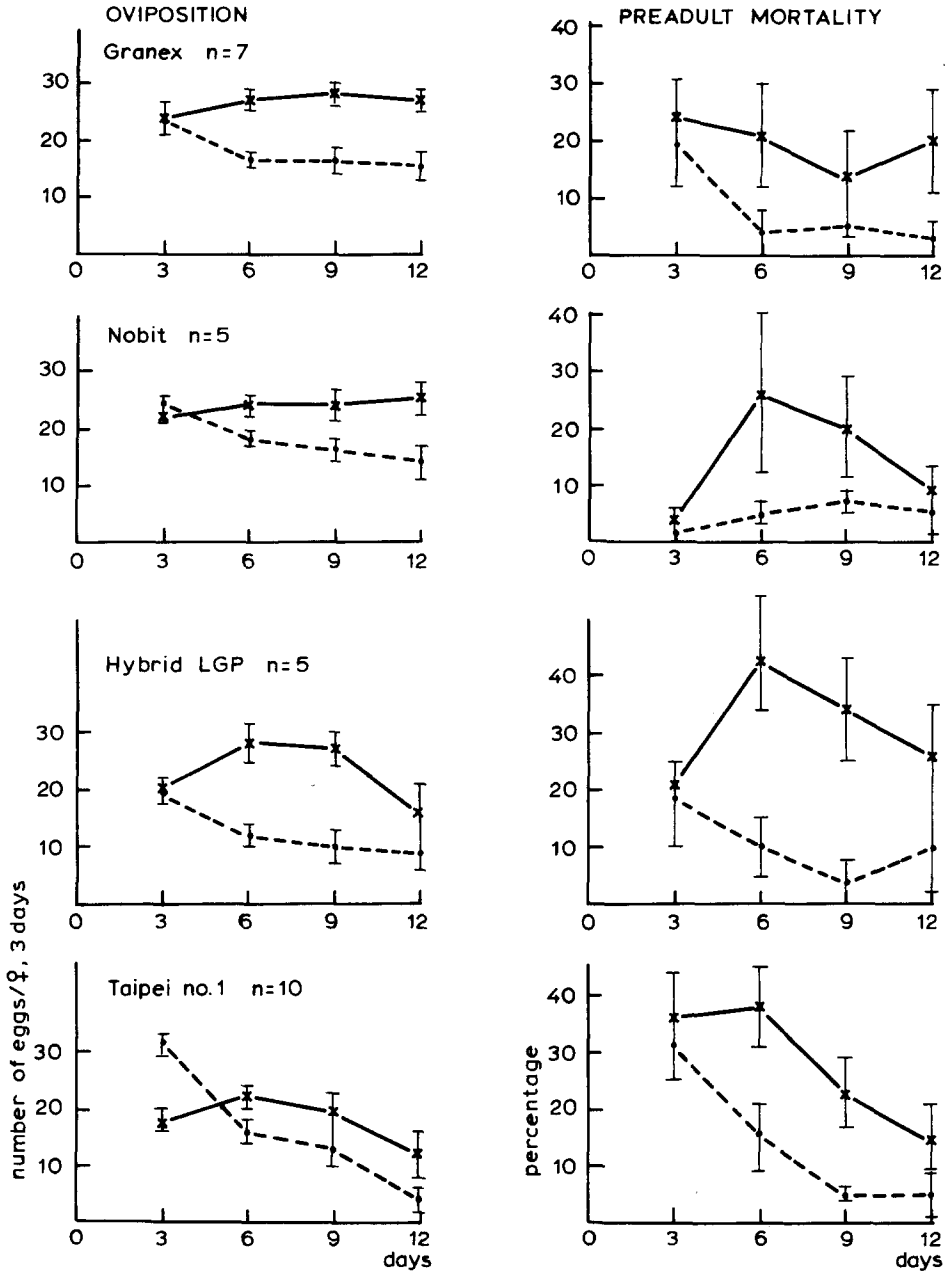 OVIPOSITION
PREADULT MORTALITY
Granex n=7
30
20
10
0 3 6 9 12
40
30
20
10
0 3 6 9 12
Nobit n=5
30
20
10
0 3 6 9 12
40
30
20
10
0 3 6 9 12
Hybrid LGP n=5
30
20
10
0 3 6 9 12
40
30
20
10
0 3 6 9 12
number of eggs/♀, 3 days
Taipei no.1 n=10
30
20
10
0 3 6 9 12
days
percentage
40
30
20
10
0 3 6 9 12
days